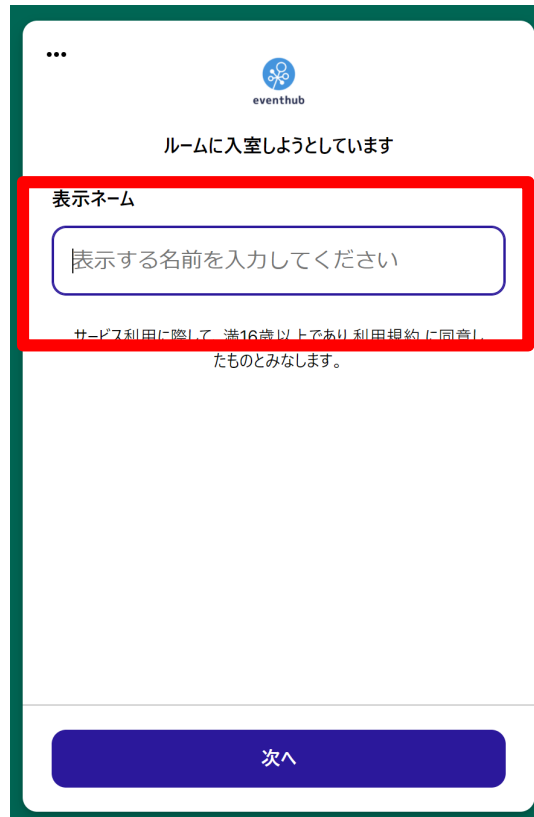 eventhub
ルームに入室しようとしています
表示ネーム
表示する名前を入力してください
サービス利用に際して、満16歳以上であり 利用規約 に同意し
たものとみなします。
次へ